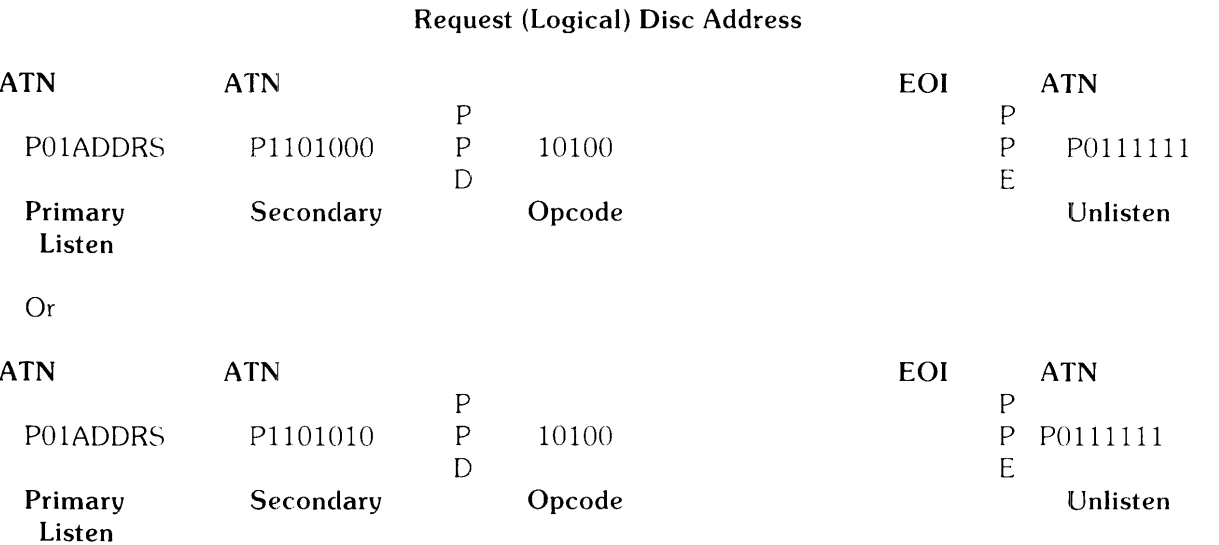 Request (Logical) Disc Address
ATN ATN EOI ATN
P P
P01ADDRS P1101000 P 10100 P P0111111
D E
Primary Secondary Opcode Unlisten
Listen
Or
ATN ATN EOI ATN
P P
P01ADDRS P1101010 P 10100 P P0111111
D E
Primary Secondary Opcode Unlisten
Listen